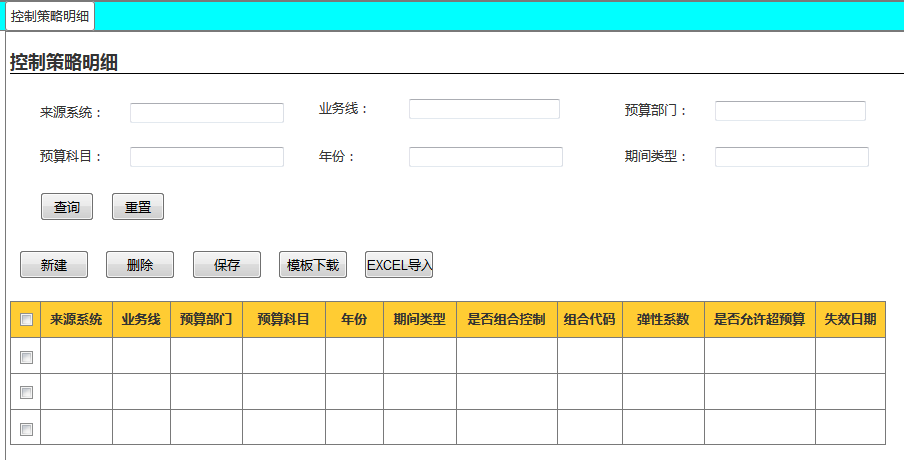 控制策略明细
控制策略明细
来源系统： 业务线： 预算部门：
预算科目： 年份： 期间类型：
查询 重置
新建 删除 保存 模板下载 EXCEL导入
来源系统 业务线 预算部门 预算科目 年份 期间类型 是否组合控制 组合代码 弹性系数 是否允许超预算 失效日期